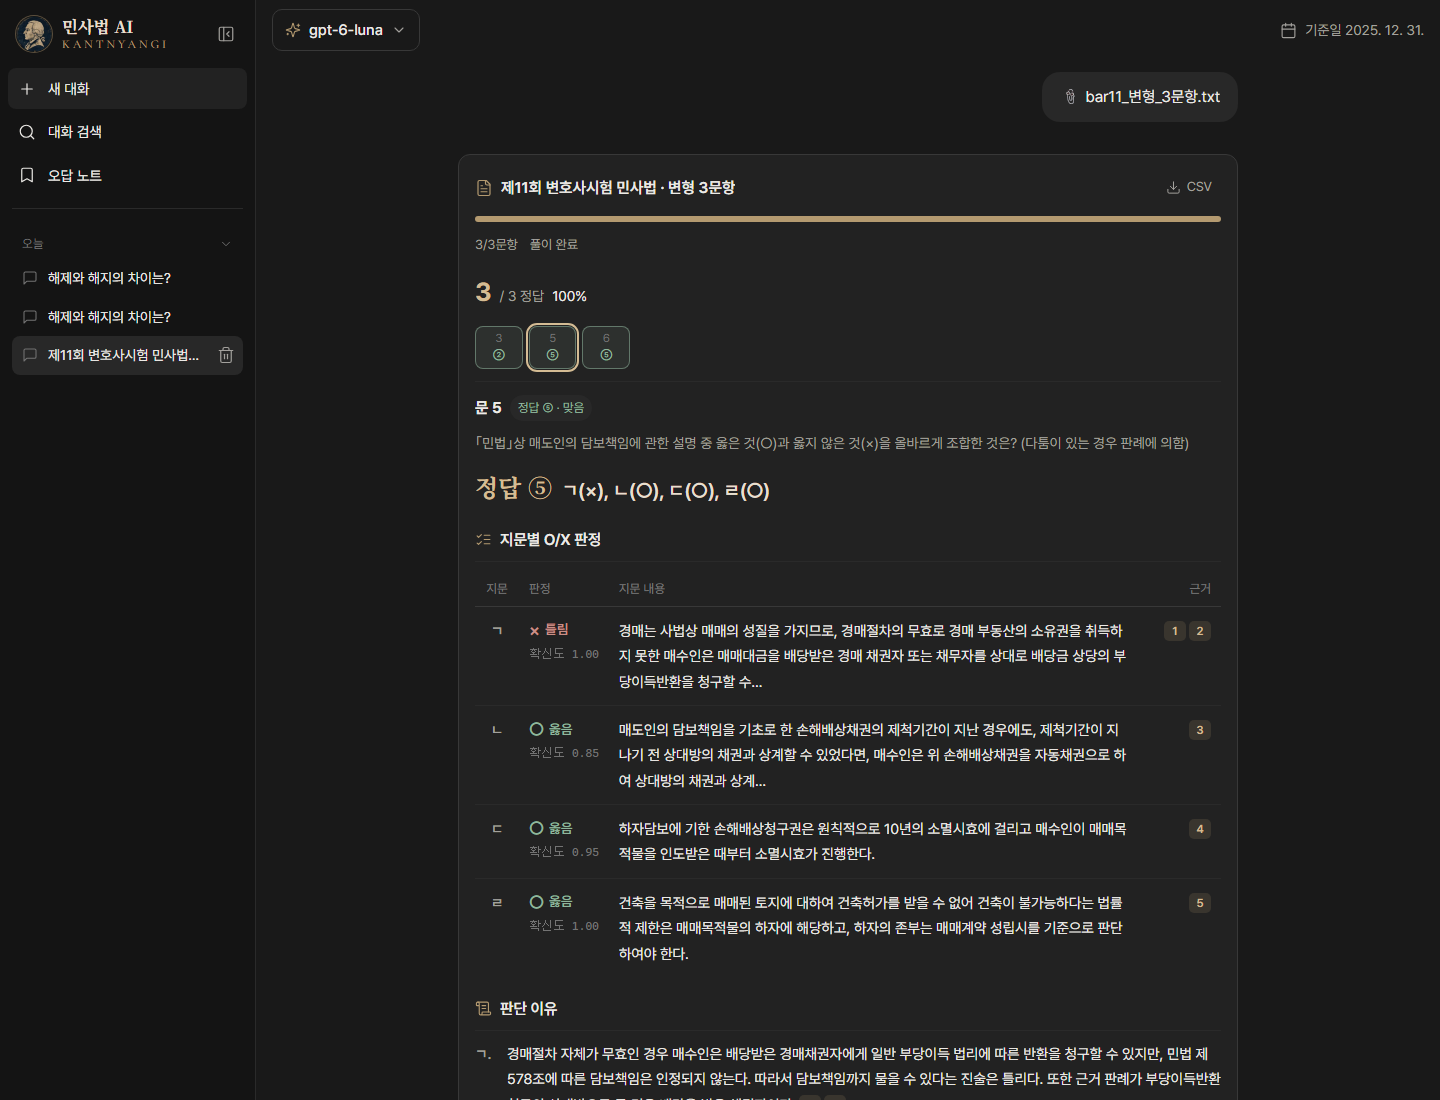 민사법 AI
KANTNYANGI
새 대화
대화 검색
오답 노트
오늘
해제와 해지의 차이는?
해제와 해지의 차이는?
제11회 변호사시험 민사법...
gpt-6-luna
기준일 2025. 12. 31.
bar11_변형_3문항.txt
제11회 변호사시험 민사법 · 변형 3문항
CSV
3/3문항 풀이 완료
3 / 3 정답 100%
3 5 6
② ⑤ ⑤
문 5 정답 ⑤ · 맞음
「민법」상 매도인의 담보책임에 관한 설명 중 옳은 것(○)과 옳지 않은 것(×)을 올바르게 조합한 것은? (다툼이 있는 경우 판례에 의함)
정답 ⑤ ㄱ(×), ㄴ(○), ㄷ(○), ㄹ(○)
지문별 O/X 판정
지문 판정 지문 내용 근거
ㄱ × 틀림 경매는 사법상 매매의 성질을 가지므로, 경매절차의 무효로 경매 부동산의 소유권을 취득하 1 2
확신도 1.00 지 못한 매수인은 매매대금을 배당받은 경매 채권자 또는 채무자를 상대로 배당금 상당의 부
당이득반환을 청구할 수...
ㄴ ○ 옳음 매도인의 담보책임을 기초로 한 손해배상채권의 제척기간이 지난 경우에도, 제척기간이 지 3
확신도 0.85 나기 전 상대방의 채권과 상계할 수 있었다면, 매수인은 위 손해배상채권을 자동채권으로 하
여 상대방의 채권과 상계...
ㄷ ○ 옳음 하자담보에 기한 손해배상청구권은 원칙적으로 10년의 소멸시효에 걸리고 매수인이 매매목 4
확신도 0.95 적물을 인도받은 때부터 소멸시효가 진행한다.
ㄹ ○ 옳음 건축을 목적으로 매매된 토지에 대하여 건축허가를 받을 수 없어 건축이 불가능하다는 법률 5
확신도 1.00 적 제한은 매매목적물의 하자에 해당하고, 하자의 존부는 매매계약 성립시를 기준으로 판단
하여야 한다.
판단 이유
ㄱ. 경매절차 자체가 무효인 경우 매수인은 배당받은 경매채권자에게 일반 부당이득 법리에 따른 반환을 청구할 수 있지만, 민법 제
578조에 따른 담보책임은 인정되지 않는다. 따라서 담보책임까지 물을 수 있다는 진술은 틀리다. 또한 근거 판례가 부당이득반환